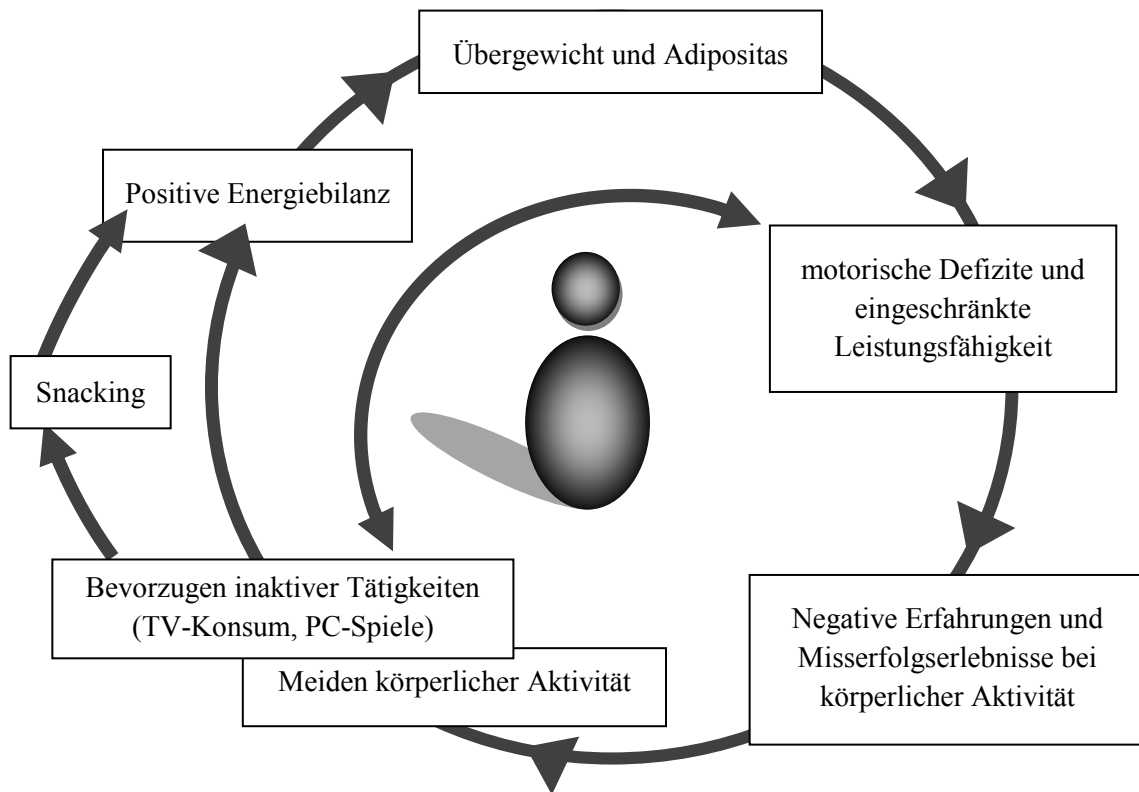 Übergewicht und Adipositas
Positive Energiebilanz
motorische Defizite und
eingeschränkte
Leistungsfähigkeit
Snacking
Bevorzugen inaktiver Tätigkeiten
(TV-Konsum, PC-Spiele)
Meiden körperlicher Aktivität
Negative Erfahrungen und
Misserfolgserlebnisse bei
körperlicher Aktivität